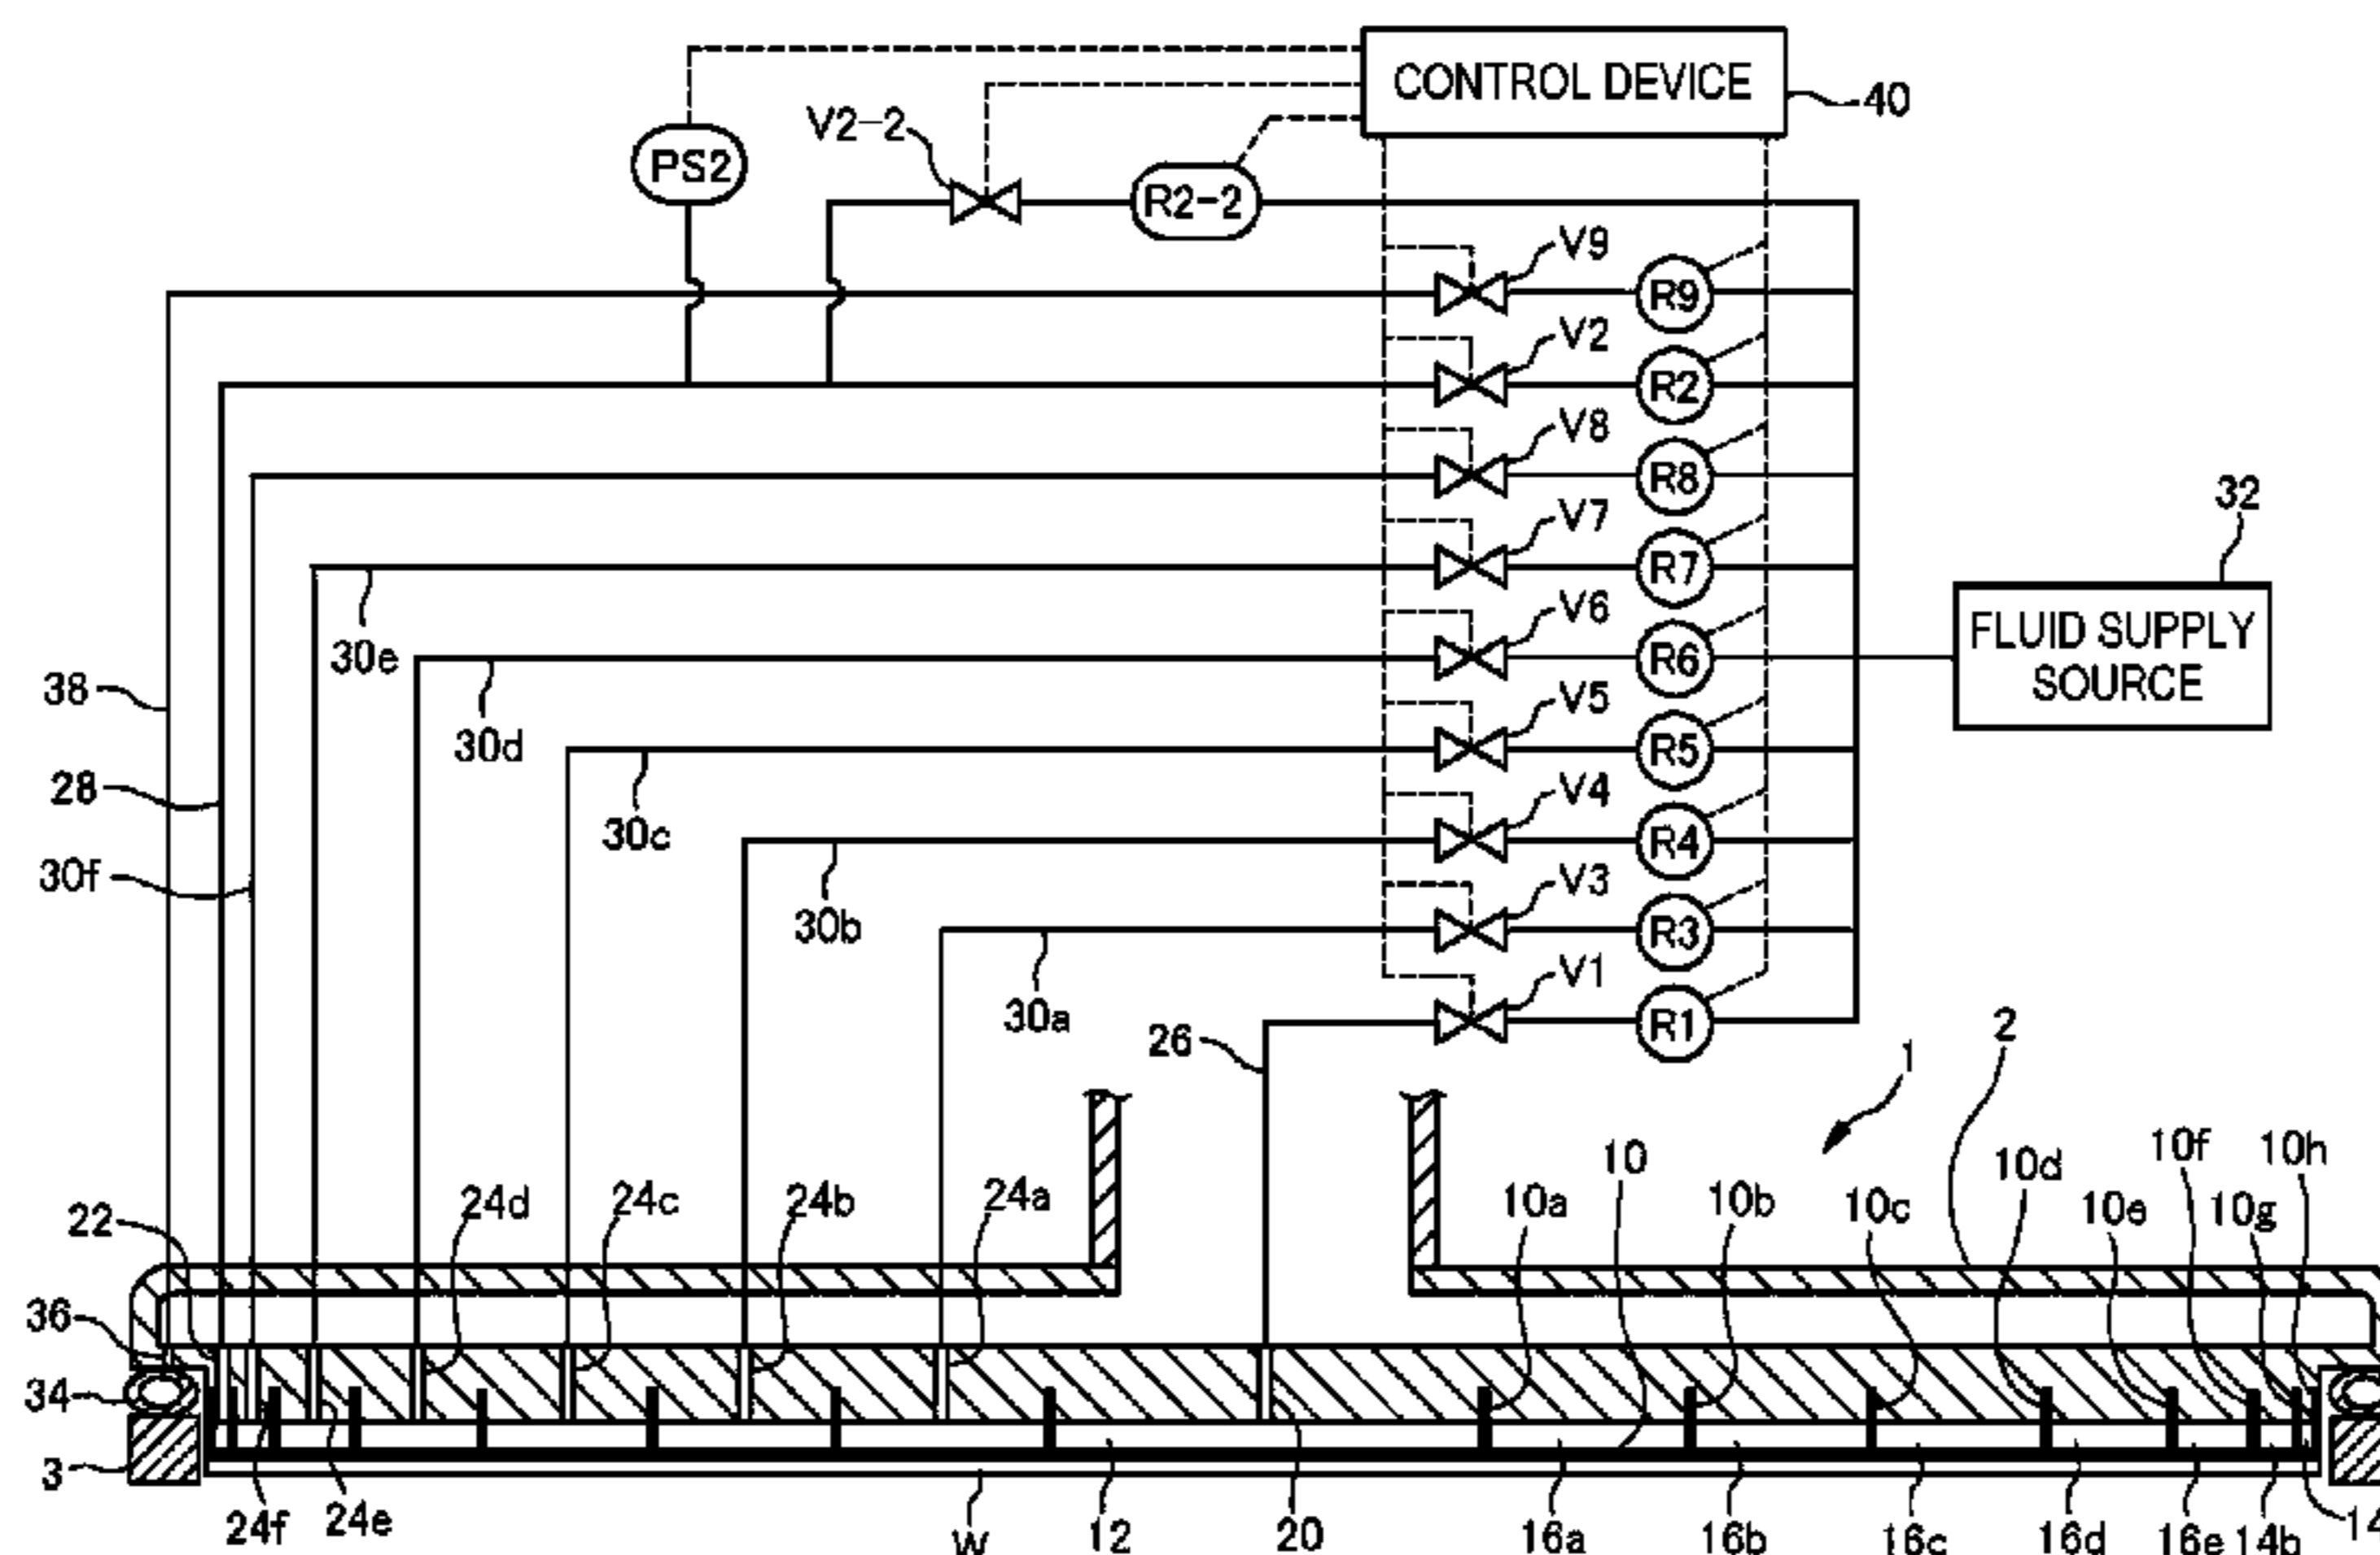 CONTROL DEVICE
40
V2-2
PS2
R2-2
V9
R9
V2
R2
V8
R8
32
V7
R7
FLUID SUPPLY
SOURCE
V6
R6
30e
38
V5
R5
30d
28
V4
R4
30c
30f
V3
R3
30b
V1
R1
30a
26
2
1
10
10d
10f
10h
24d
24c
24b
24a
10a
10b
10c
10e
10g
22
36
34
3
24f
24e
W
12
20
16a
16b
16c
16d
16e
14b